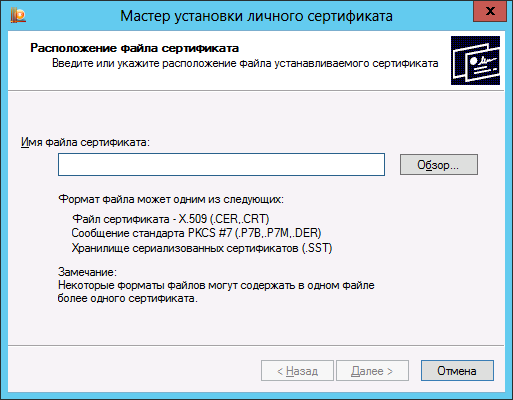 Мастер установки личного сертификата
x
Расположение файла сертификата
Введите или укажите расположение файла устанавливаемого сертификата
Имя файла сертификата:
Обзор...
Формат файла может одним из следующих:
Файл сертификата - X.509 (.CER,.CRT)
Сообщение стандарта PKCS #7 (.P7B,.P7M,.DER)
Хранилище сериализованных сертификатов (.SST)
Замечание:
Некоторые форматы файлов могут содержать в одном файле
более одного сертификата.
< Назад
Далее >
Отмена